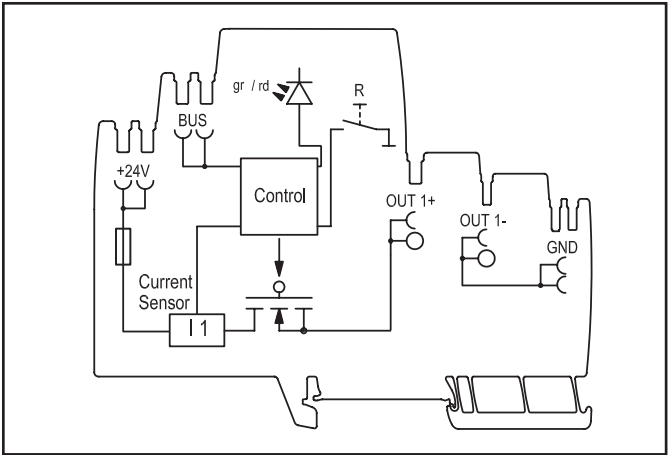 gr / rd
R
BUS
+24V
Control
OUT 1+
OUT 1-
GND
Current
Sensor
I 1